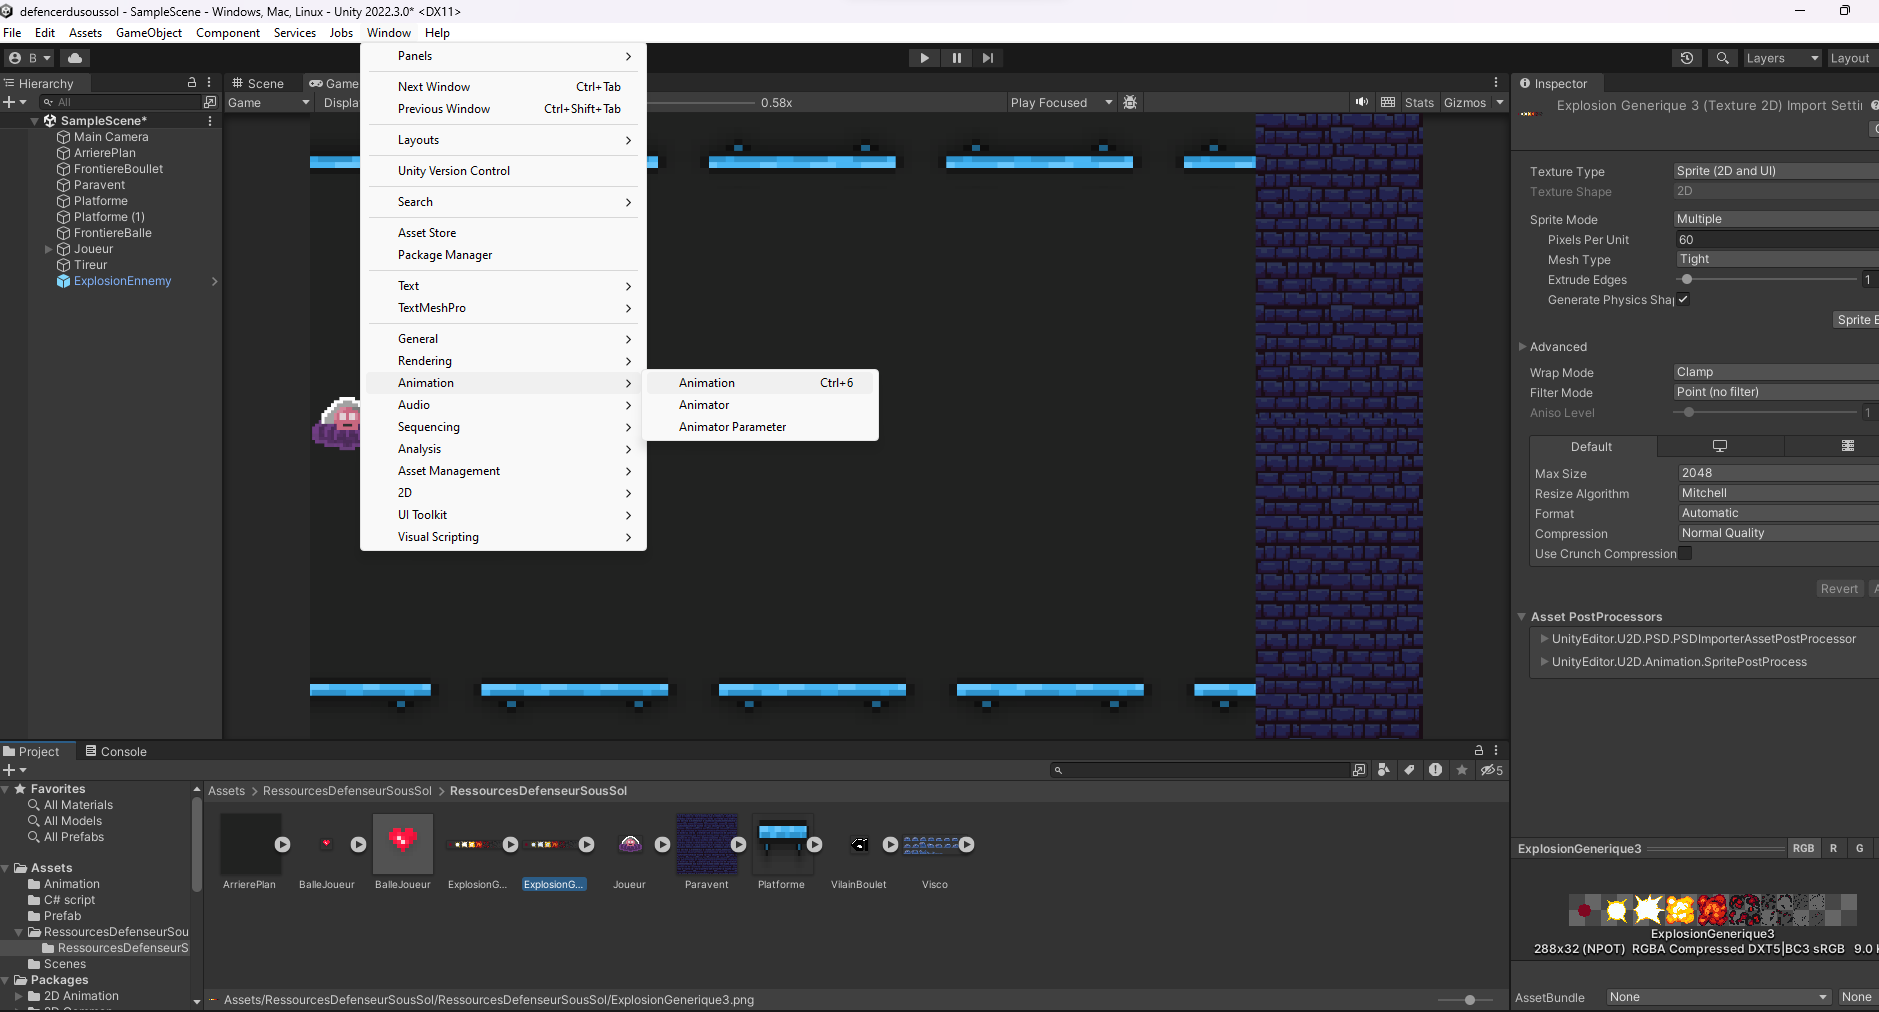 defencerdusoussol - SampleScene - Windows, Mac, Linux - Unity 2022.3.0* <DX11>
File Edit Assets GameObject Component Services Jobs Window Help
B
Layers
Layout
Hierarchy
All
SampleScene*
Main Camera
ArrierePlan
FrontiereBoullet
Paravent
Platforme
Platforme (1)
FrontiereBalle
Joueur
Tireur
ExplosionEnnemy
Scene
Game
Game
0.58x
Play Focused
Stats
Gizmos
Panels
Next Window Ctrl+Tab
Previous Window Ctrl+Shift+Tab
Layouts
Unity Version Control
Search
Asset Store
Package Manager
Text
TextMeshPro
General
Rendering
Animation
Audio
Sequencing
Analysis
Asset Management
2D
UI Toolkit
Visual Scripting
Animation Ctrl+6
Animator
Animator Parameter
Inspector
Explosion Generique 3 (Texture 2D) Import Setti
Texture Type Sprite (2D and UI)
Texture Shape 2D
Sprite Mode Multiple
Pixels Per Unit 60
Mesh Type Tight
Extrude Edges 1
Generate Physics Sha
Sprite E
Advanced
Wrap Mode Clamp
Filter Mode Point (no filter)
Aniso Level 1
Default
Max Size 2048
Resize Algorithm Mitchell
Format Automatic
Compression Normal Quality
Use Crunch Compression
Revert
Asset PostProcessors
UnityEditor.U2D.PSD.PSDImporterAssetPostProcessor
UnityEditor.U2D.Animation.SpritePostProcess
Project
Console
5
Favorites
All Materials
All Models
All Prefabs
Assets
Animation
C# script
Prefab
RessourcesDefenseurSou
RessourcesDefenseurS
Scenes
Packages
2D Animation
Assets > RessourcesDefenseurSousSol > RessourcesDefenseurSousSol
ArrierePlan
BalleJoueur
BalleJoueur
ExplosionG...
ExplosionG...
Joueur
Paravent
Platforme
VilainBoulet
Visco
Assets/RessourcesDefenseurSousSol/RessourcesDefenseurSousSol/ExplosionGenerique3.png
ExplosionGenerique3
RGB R G
ExplosionGenerique3
288x32 (NPOT) RGBA Compressed DXT5|BC3 sRGB 9.0
AssetBundle None None